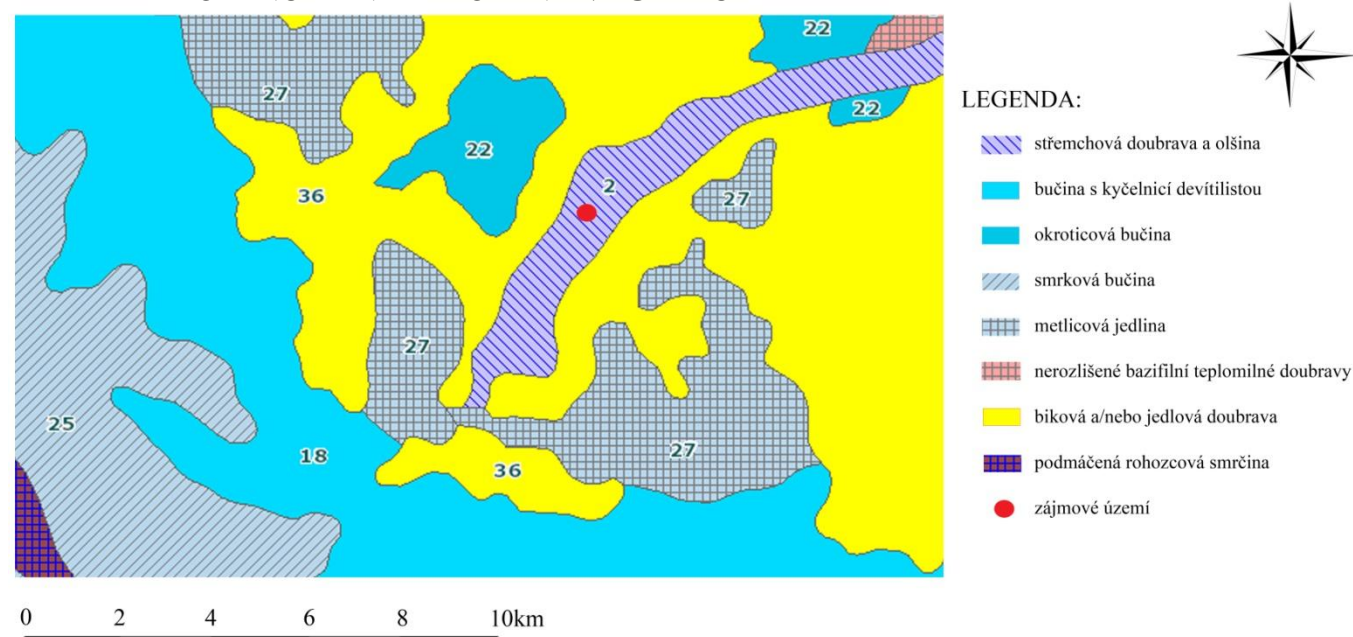 22
27
22
22
2
27
36
27
25
18
27
36
LEGENDA:
střemchová doubrava a olšina
bučina s kyčelnicí devítilistou
okroticová bučina
smrková bučina
metlicová jedlina
nerozlišené bazifilní teplomilné doubravy
biková a/nebo jedlová doubrava
podmáčená rohozcová smrčina
zájmové území
0 2 4 6 8 10km